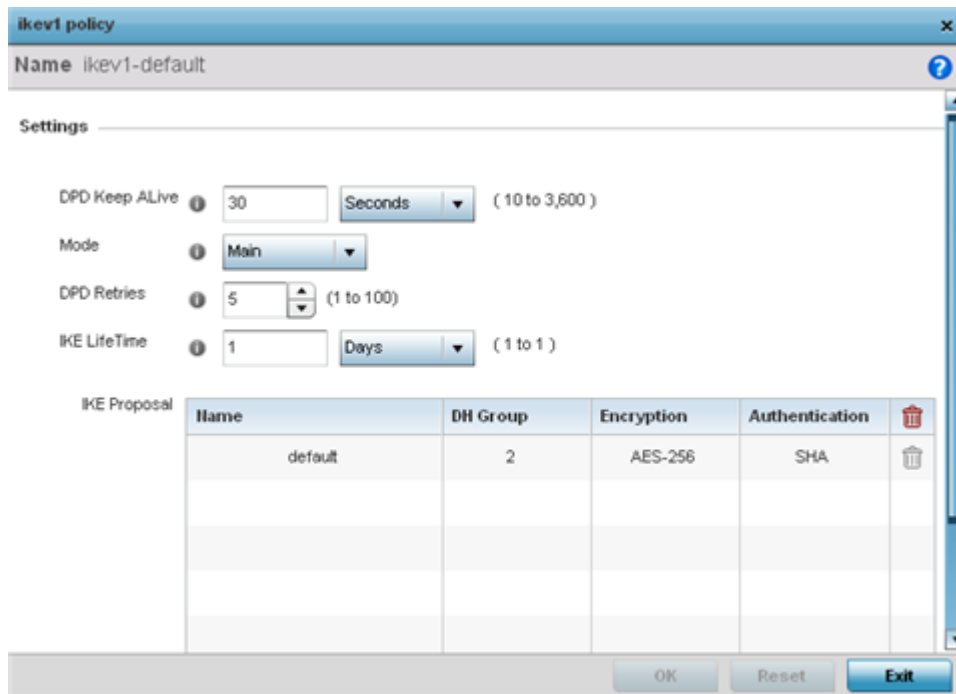 ikev1 policy
Name ikev1-default
Settings
DPD Keep ALive 30 Seconds ( 10 to 3,600 )
Mode Main
DPD Retries 5 (1 to 100)
IKE LifeTime 1 Days ( 1 to 1 )
IKE Proposal
Name DH Group Encryption Authentication
default 2 AES-256 SHA
OK Reset Exit